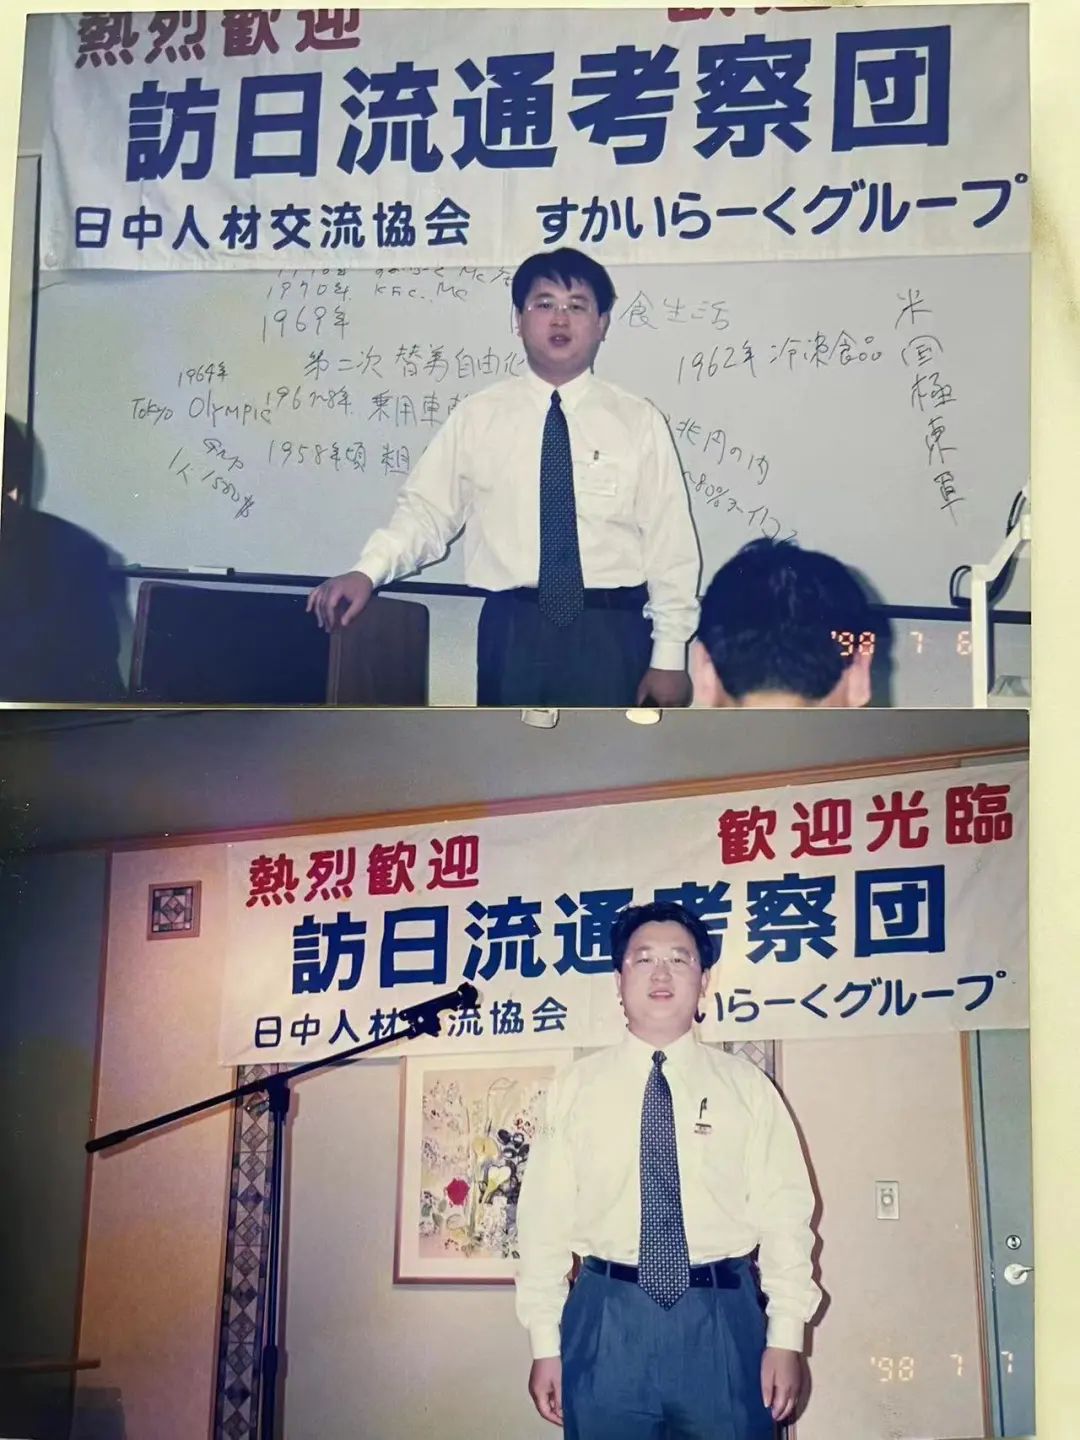 熱烈歓迎
訪日流通考察団
日中人材交流協会 すかいらーくグループ
1970年 KFC. Mc
1969年
食生活
第二次
自由化
1964年
Tokyo Olympic
1962年 冷凍食品
乗用車
1958年頃
兆円の内
80%
米国極東軍
'98 7 6
熱烈歓迎 歓迎光臨
訪日流通考察団
日中人材交流協会 いらーくグループ
'98 7 7